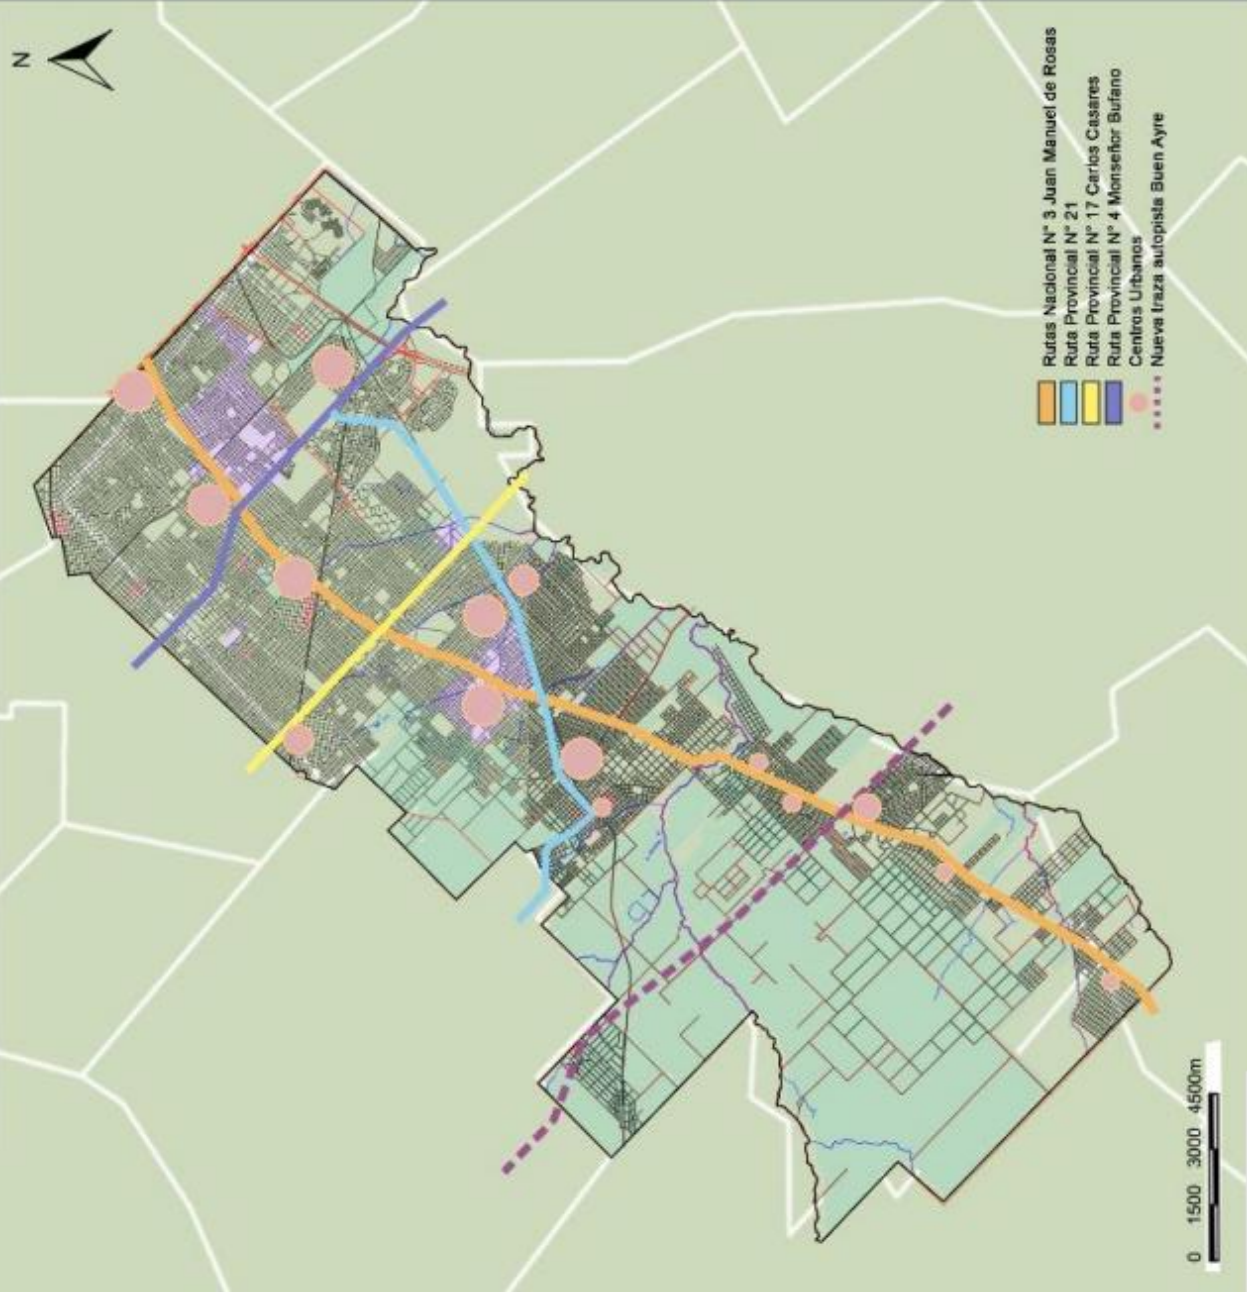 N
Rutas Nacional N° 3 Juan Manuel de Rosas
Ruta Provincial N° 21
Ruta Provincial N° 17 Carlos Casares
Ruta Provincial N° 4 Monseñor Bufano
Centros Urbanos
Nueva traza autopista Buen Ayre
0 1500 3000 4500m